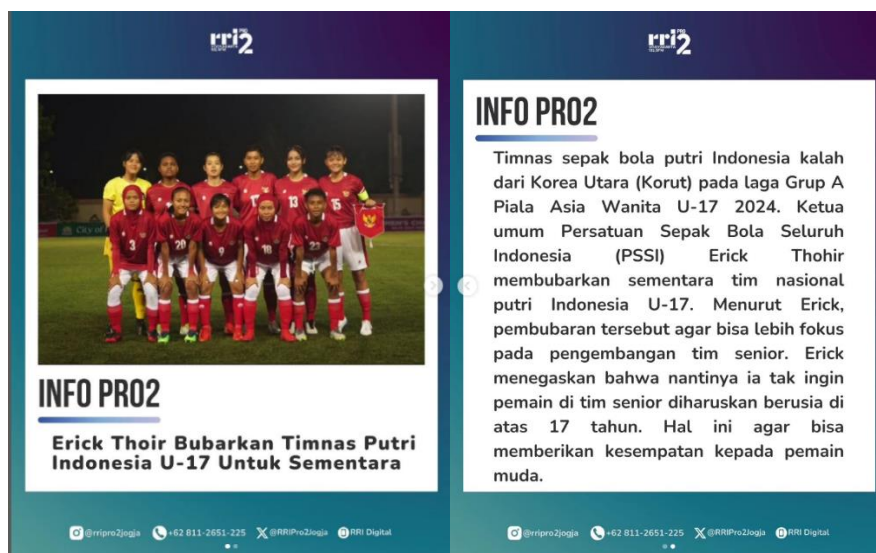 rri PRO 2
INFO PRO2
Erick Thoir Bubarkan Timnas Putri
Indonesia U-17 Untuk Sementara
@rripro2jogja +62 811-2651-225 @RRIPro2Jogja RRI Digital
rri PRO 2
INFO PRO2
Timnas sepak bola putri Indonesia kalah
dari Korea Utara (Korut) pada laga Grup A
Piala Asia Wanita U-17 2024. Ketua
umum Persatuan Sepak Bola Seluruh
Indonesia (PSSI) Erick Thohir
membubarkan sementara tim nasional
putri Indonesia U-17. Menurut Erick,
pembubaran tersebut agar bisa lebih fokus
pada pengembangan tim senior. Erick
menegaskan bahwa nantinya ia tak ingin
pemain di tim senior diharuskan berusia di
atas 17 tahun. Hal ini agar bisa
memberikan kesempatan kepada pemain
muda.
@rripro2jogja +62 811-2651-225 @RRIPro2Jogja RRI Digital